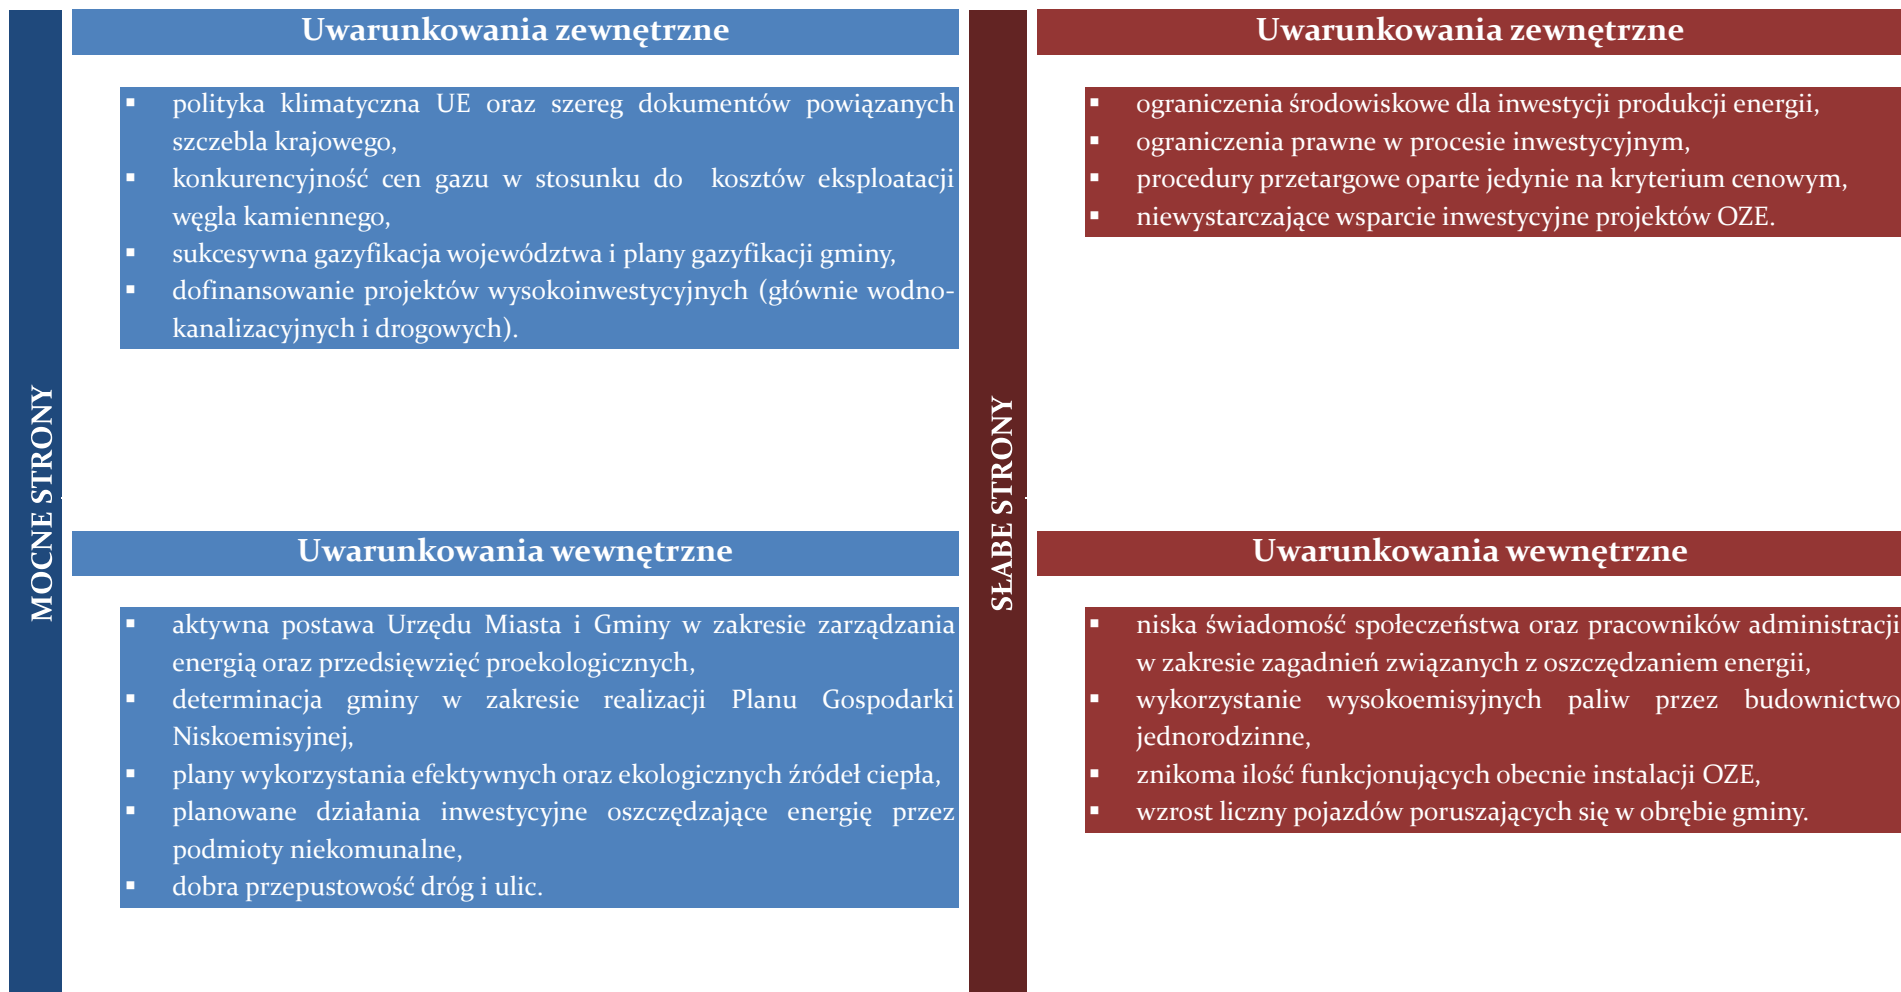 MOCNE STRONY
Uwarunkowania zewnętrzne
▪ polityka klimatyczna UE oraz szereg dokumentów powiązanych
szczebla krajowego,
▪ konkurencyjność cen gazu w stosunku do kosztów eksploatacji
węgla kamiennego,
▪ sukcesywna gazyfikacja województwa i plany gazyfikacji gminy,
▪ dofinansowanie projektów wysokoinwestycyjnych (głównie wodno-
kanalizacyjnych i drogowych).
Uwarunkowania wewnętrzne
▪ aktywna postawa Urzędu Miasta i Gminy w zakresie zarządzania
energią oraz przedsięwzięć proekologicznych,
▪ determinacja gminy w zakresie realizacji Planu Gospodarki
Niskoemisyjnej,
▪ plany wykorzystania efektywnych oraz ekologicznych źródeł ciepła,
▪ planowane działania inwestycyjne oszczędzające energię przez
podmioty niekomunalne,
▪ dobra przepustowość dróg i ulic.
SŁABE STRONY
Uwarunkowania zewnętrzne
▪ ograniczenia środowiskowe dla inwestycji produkcji energii,
▪ ograniczenia prawne w procesie inwestycyjnym,
▪ procedury przetargowe oparte jedynie na kryterium cenowym,
▪ niewystarczające wsparcie inwestycyjne projektów OZE.
Uwarunkowania wewnętrzne
▪ niska świadomość społeczeństwa oraz pracowników administracji
w zakresie zagadnień związanych z oszczędzaniem energii,
▪ wykorzystanie wysokoemisyjnych paliw przez budownictwo
jednorodzinne,
▪ znikoma ilość funkcjonujących obecnie instalacji OZE,
▪ wzrost liczny pojazdów poruszających się w obrębie gminy.